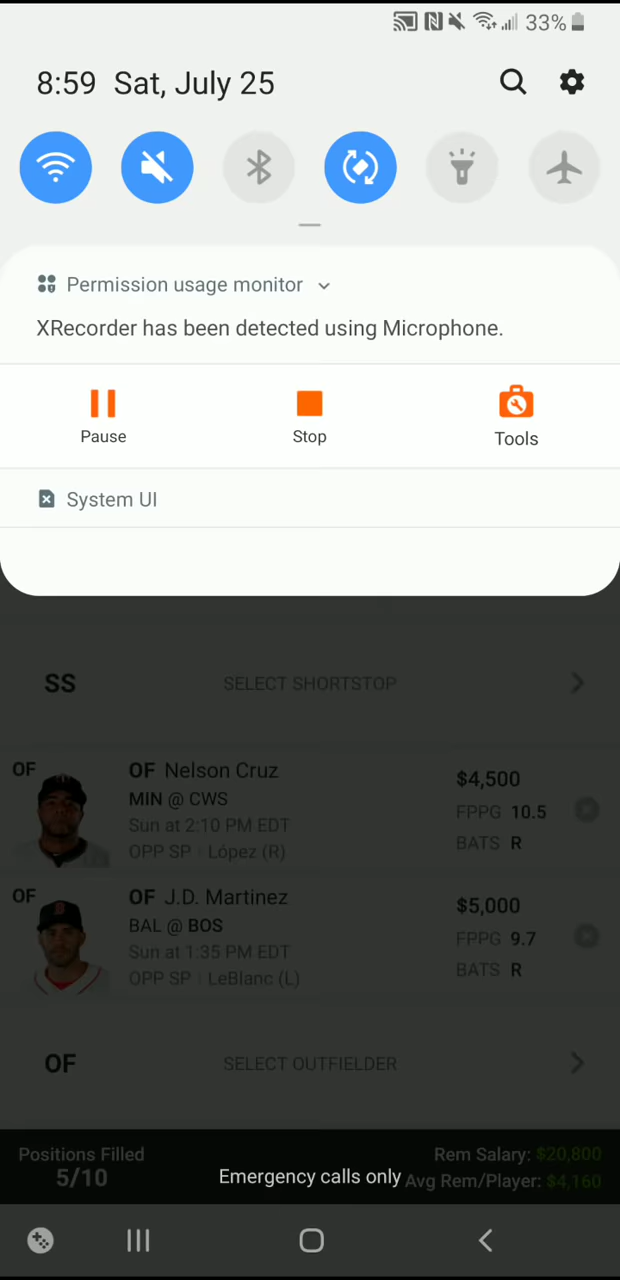 33%
8:59 Sat, July 25
Permission usage monitor
XRecorder has been detected using Microphone.
Pause Stop Tools
System UI
SS SELECT SHORTSTOP
OF OF Nelson Cruz
MIN @ CWS
Sun at 2:10 PM EDT
OPP SP | López (R)
$4,500
FPPG 10.5
BATS R
OF OF J.D. Martinez
BAL @ BOS
Sun at 1:35 PM EDT
OPP SP | LeBlanc (L)
$5,000
FPPG 9.7
BATS R
OF SELECT OUTFIELDER
Positions Filled
5/10
Emergency calls only
Rem Salary: $20,800
Avg Rem/Player: $4,160